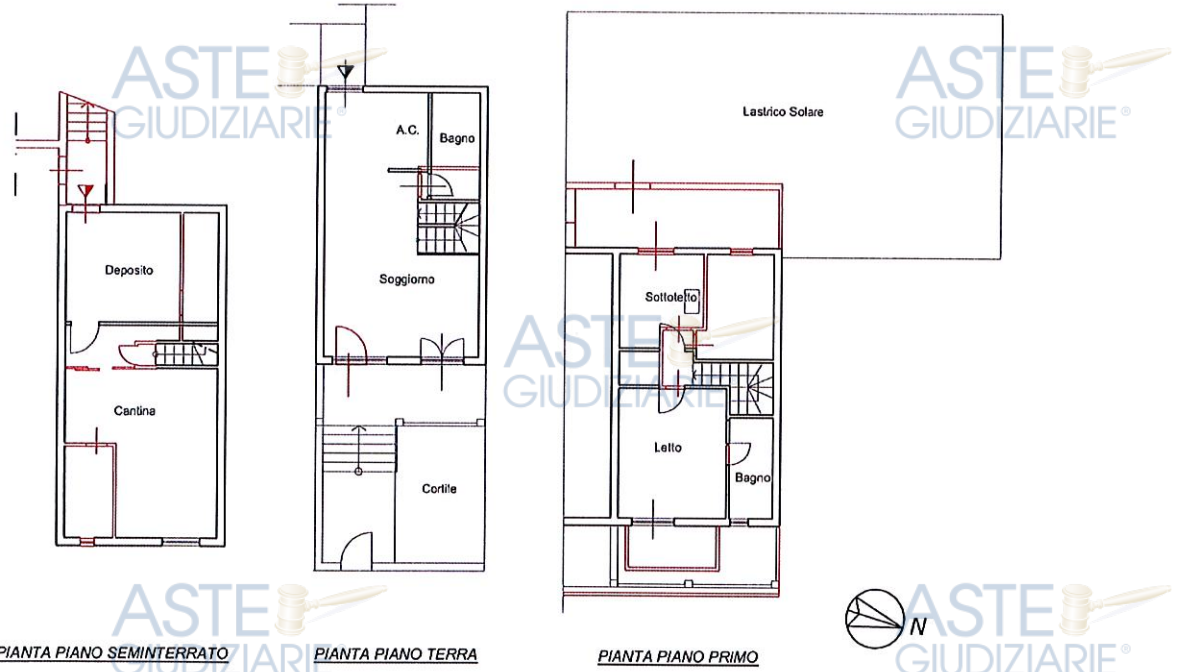 ASTE
GIUDIZIARIE®
ASTE
GIUDIZIARIE®
Lastrico Solare
A.C.
Bagno
Deposito
Soggiorno
Sottotetto
ASTE
GIUDIZIARIE
Cantina
Letto
Bagno
Cortile
N
ASTE
GIUDIZIARIE
ASTE
GIUDIZIARIE®
PIANTA PIANO SEMINTERRATO
PIANTA PIANO TERRA
PIANTA PIANO PRIMO